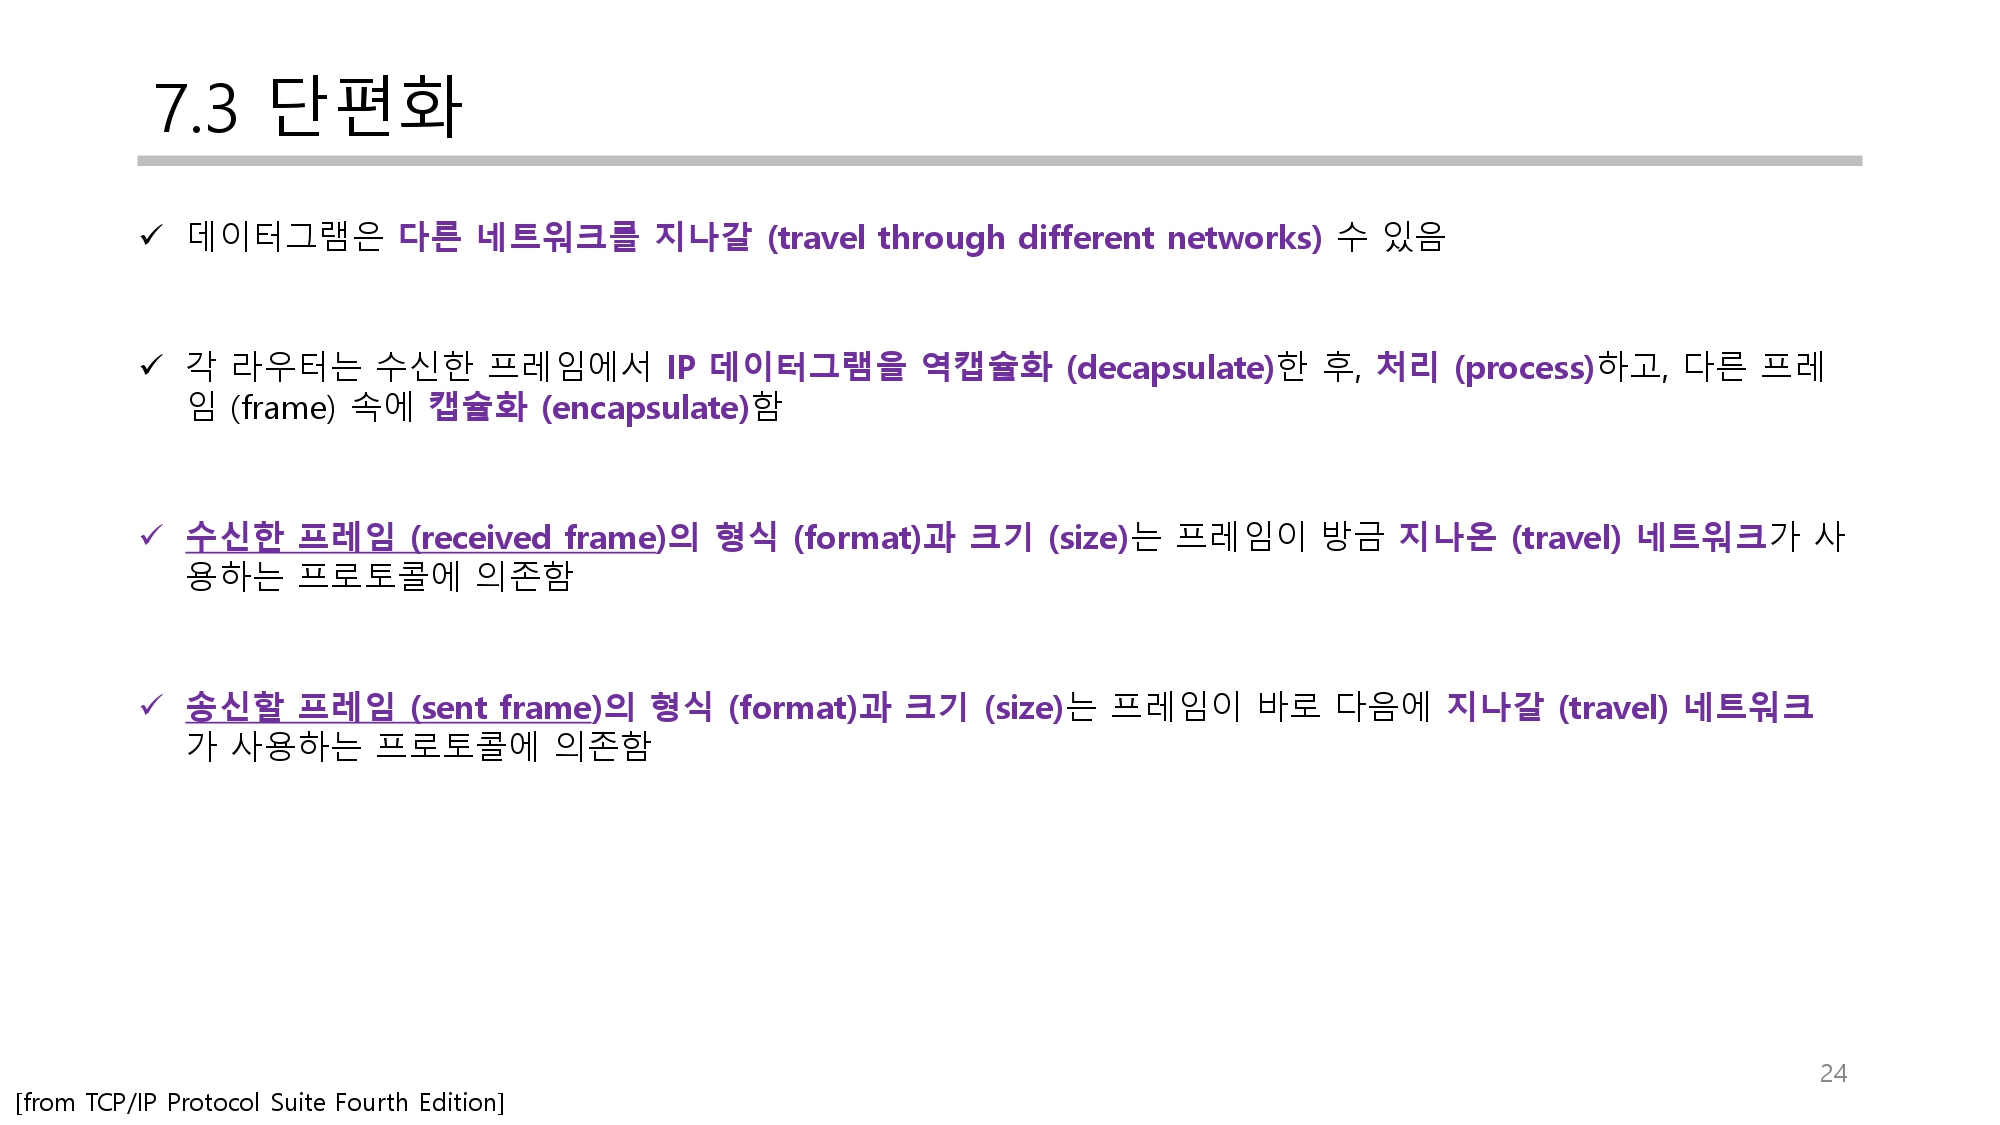 7.3 단편화
✓ 데이터그램은 다른 네트워크를 지나갈 (travel through different networks) 수 있음
✓ 각 라우터는 수신한 프레임에서 IP 데이터그램을 역캡슐화 (decapsulate)한 후, 처리 (process)하고, 다른 프레
임 (frame) 속에 캡슐화 (encapsulate)함
✓ 수신한 프레임 (received frame)의 형식 (format)과 크기 (size)는 프레임이 방금 지나온 (travel) 네트워크가 사
용하는 프로토콜에 의존함
✓ 송신할 프레임 (sent frame)의 형식 (format)과 크기 (size)는 프레임이 바로 다음에 지나갈 (travel) 네트워크
가 사용하는 프로토콜에 의존함
24
[from TCP/IP Protocol Suite Fourth Edition]